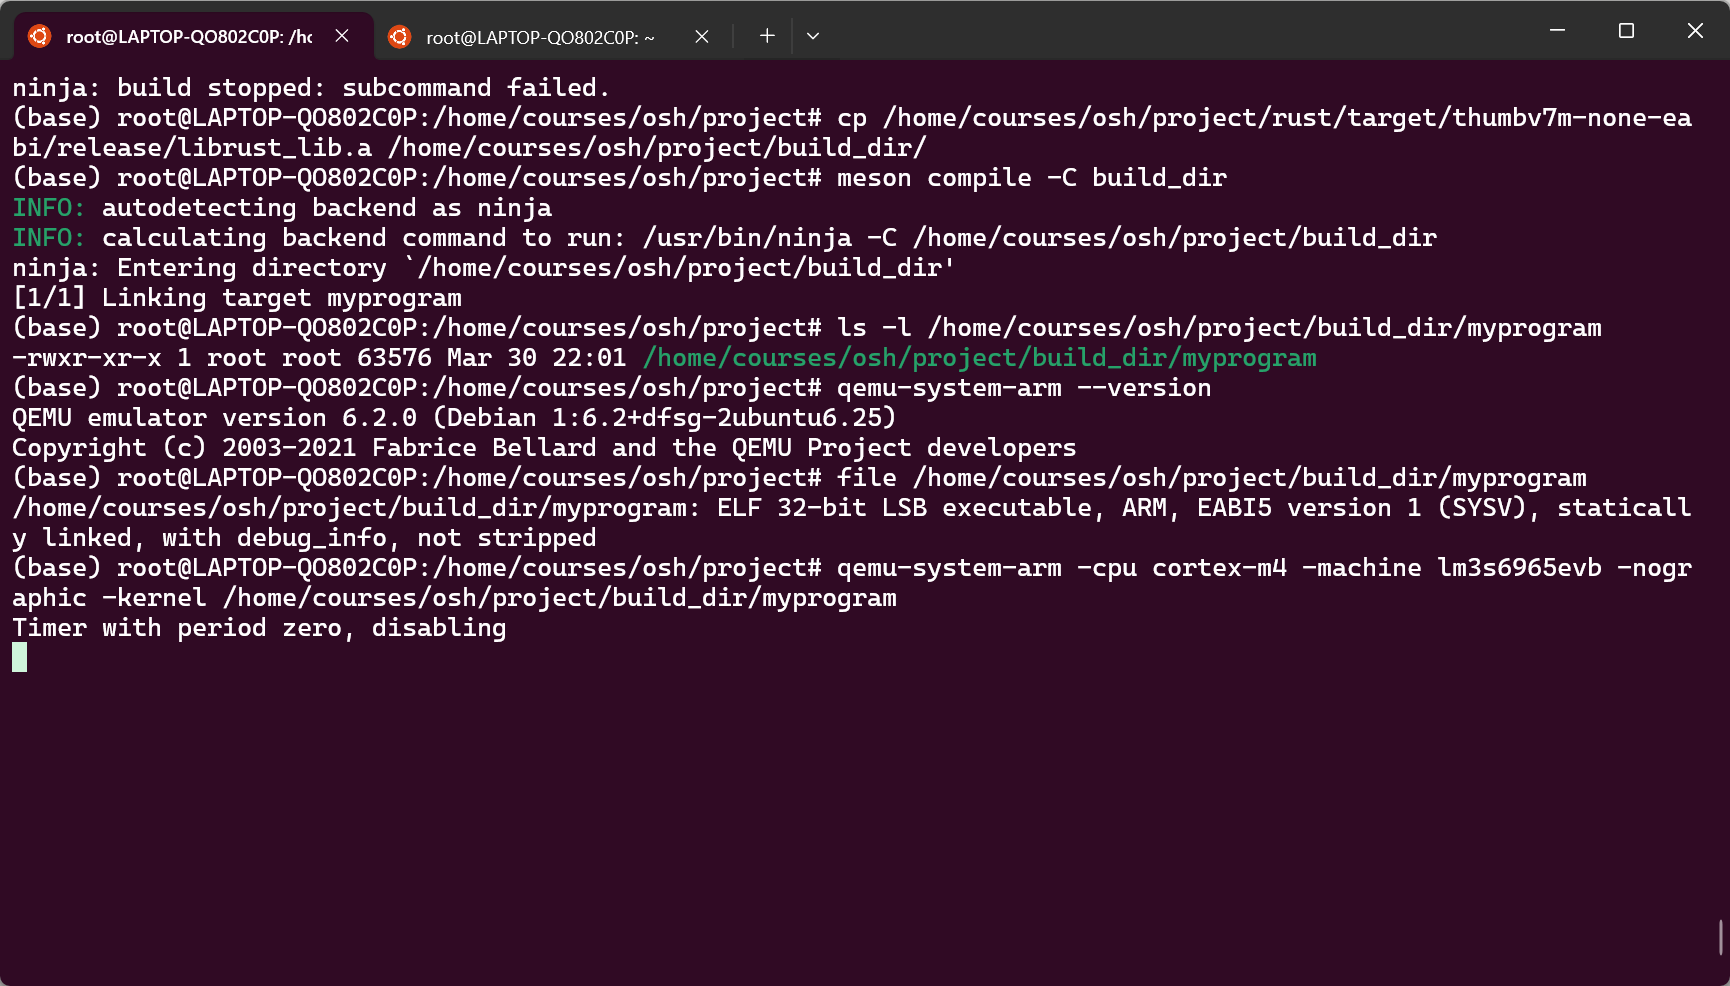 root@LAPTOP-QO802C0P: /hc
root@LAPTOP-QO802C0P: ~
ninja: build stopped: subcommand failed.
(base) root@LAPTOP-QO802C0P:/home/courses/osh/project# cp /home/courses/osh/project/rust/target/thumbv7m-none-ea
bi/release/librust_lib.a /home/courses/osh/project/build_dir/
(base) root@LAPTOP-QO802C0P:/home/courses/osh/project# meson compile -C build_dir
INFO: autodetecting backend as ninja
INFO: calculating backend command to run: /usr/bin/ninja -C /home/courses/osh/project/build_dir
ninja: Entering directory `/home/courses/osh/project/build_dir'
[1/1] Linking target myprogram
(base) root@LAPTOP-QO802C0P:/home/courses/osh/project# ls -l /home/courses/osh/project/build_dir/myprogram
-rwxr-xr-x 1 root root 63576 Mar 30 22:01 /home/courses/osh/project/build_dir/myprogram
(base) root@LAPTOP-QO802C0P:/home/courses/osh/project# qemu-system-arm --version
QEMU emulator version 6.2.0 (Debian 1:6.2+dfsg-2ubuntu6.25)
Copyright (c) 2003-2021 Fabrice Bellard and the QEMU Project developers
(base) root@LAPTOP-QO802C0P:/home/courses/osh/project# file /home/courses/osh/project/build_dir/myprogram
/home/courses/osh/project/build_dir/myprogram: ELF 32-bit LSB executable, ARM, EABI5 version 1 (SYSV), staticall
y linked, with debug_info, not stripped
(base) root@LAPTOP-QO802C0P:/home/courses/osh/project# qemu-system-arm -cpu cortex-m4 -machine lm3s6965evb -nogr
aphic -kernel /home/courses/osh/project/build_dir/myprogram
Timer with period zero, disabling